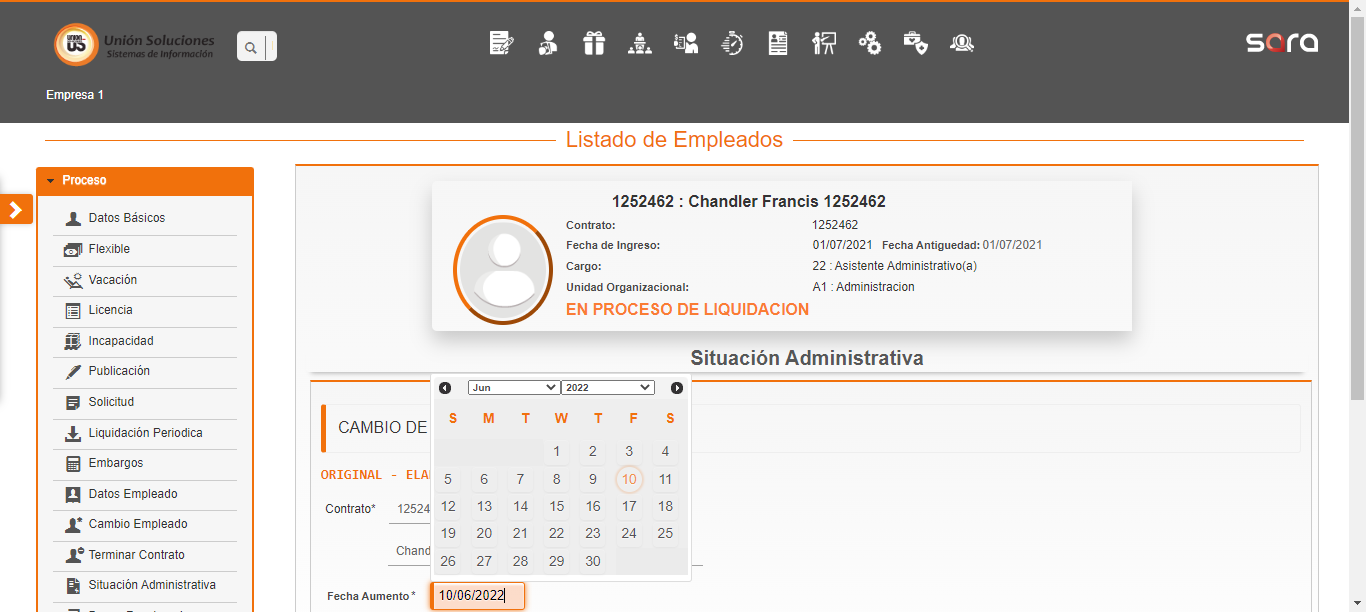 UNION
US
Unión Soluciones
Sistemas de Información
sara
Empresa 1
Listado de Empleados
Proceso
Datos Básicos
Flexible
Vacación
Licencia
Incapacidad
Publicación
Solicitud
Liquidación Periodica
Embargos
Datos Empleado
Cambio Empleado
Terminar Contrato
Situación Administrativa
1252462 : Chandler Francis 1252462
Contrato: 1252462
Fecha de Ingreso: 01/07/2021 Fecha Antiguedad: 01/07/2021
Cargo: 22 : Asistente Administrativo(a)
Unidad Organizacional: A1 : Administracion
EN PROCESO DE LIQUIDACION
Situación Administrativa
Jun 2022
S M T W T F S
1 2 3 4
5 6 7 8 9 10 11
12 13 14 15 16 17 18
19 20 21 22 23 24 25
26 27 28 29 30
CAMBIO DE
ORIGINAL - ELA
Contrato* 12524
Chand
Fecha Aumento* 10/06/2022